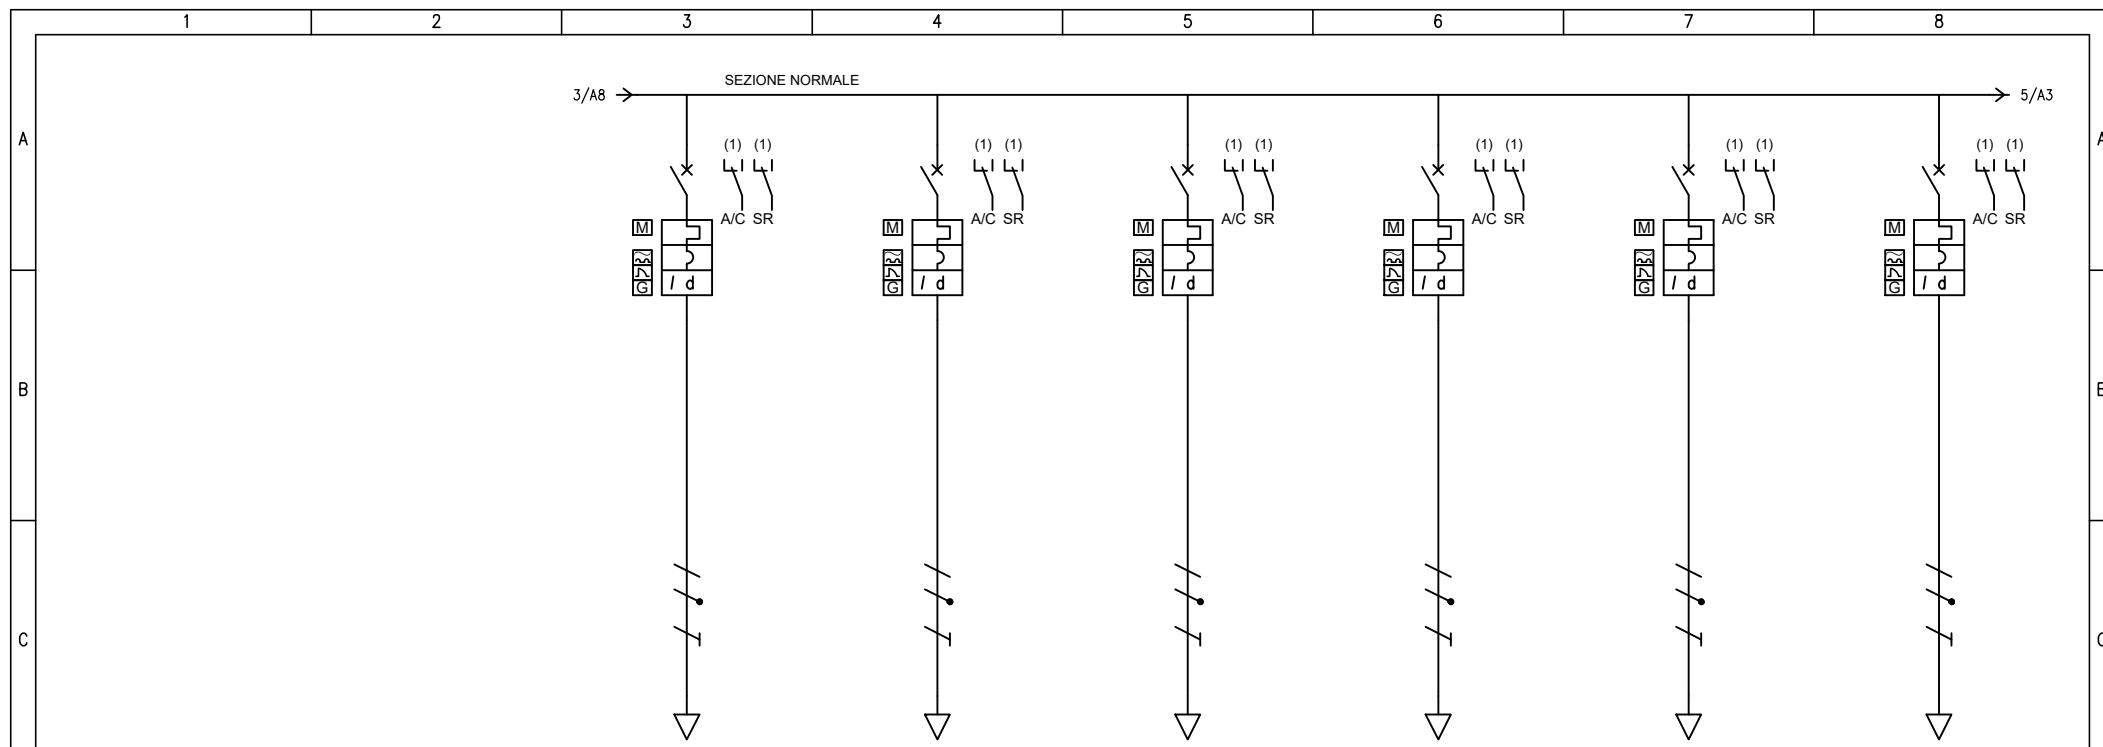 1 2 3 4 5 6 7 8
SEZIONE NORMALE
3/A8 5/A3
A A
(1) (1) (1) (1) (1) (1) (1) (1) (1) (1) (1) (1)
A/C SR A/C SR A/C SR A/C SR A/C SR A/C SR
M M M M M M
G I d G I d G I d G I d G I d G I d
B B
C C